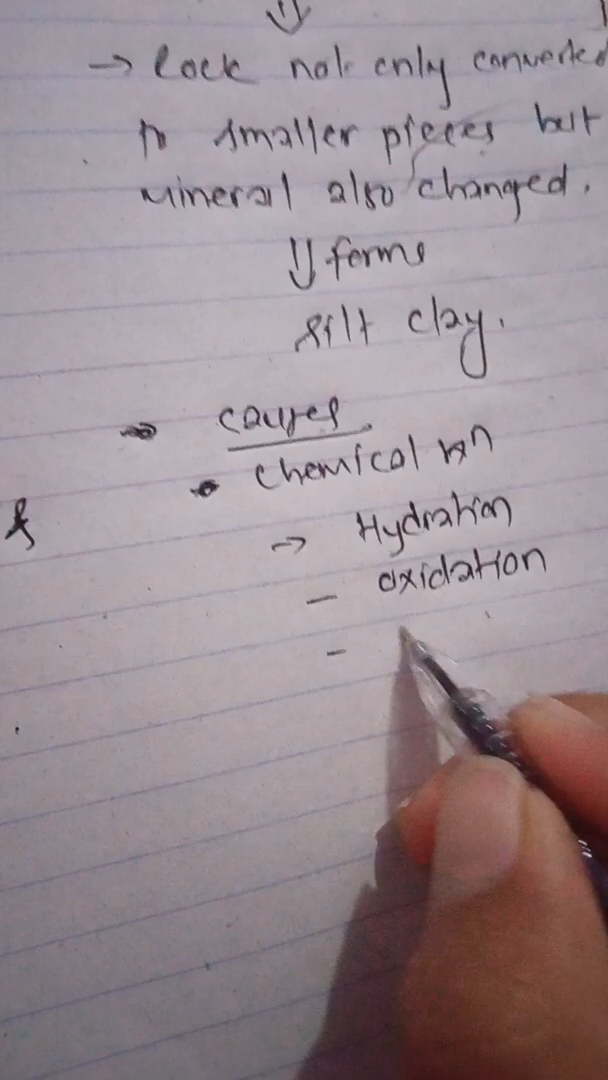 ⇓
→ Rock not only converted
to smaller pieces but
mineral also changed.
⇓ forms
silt clay.
causes
• chemical rxn
→ Hydration
- oxidation
-